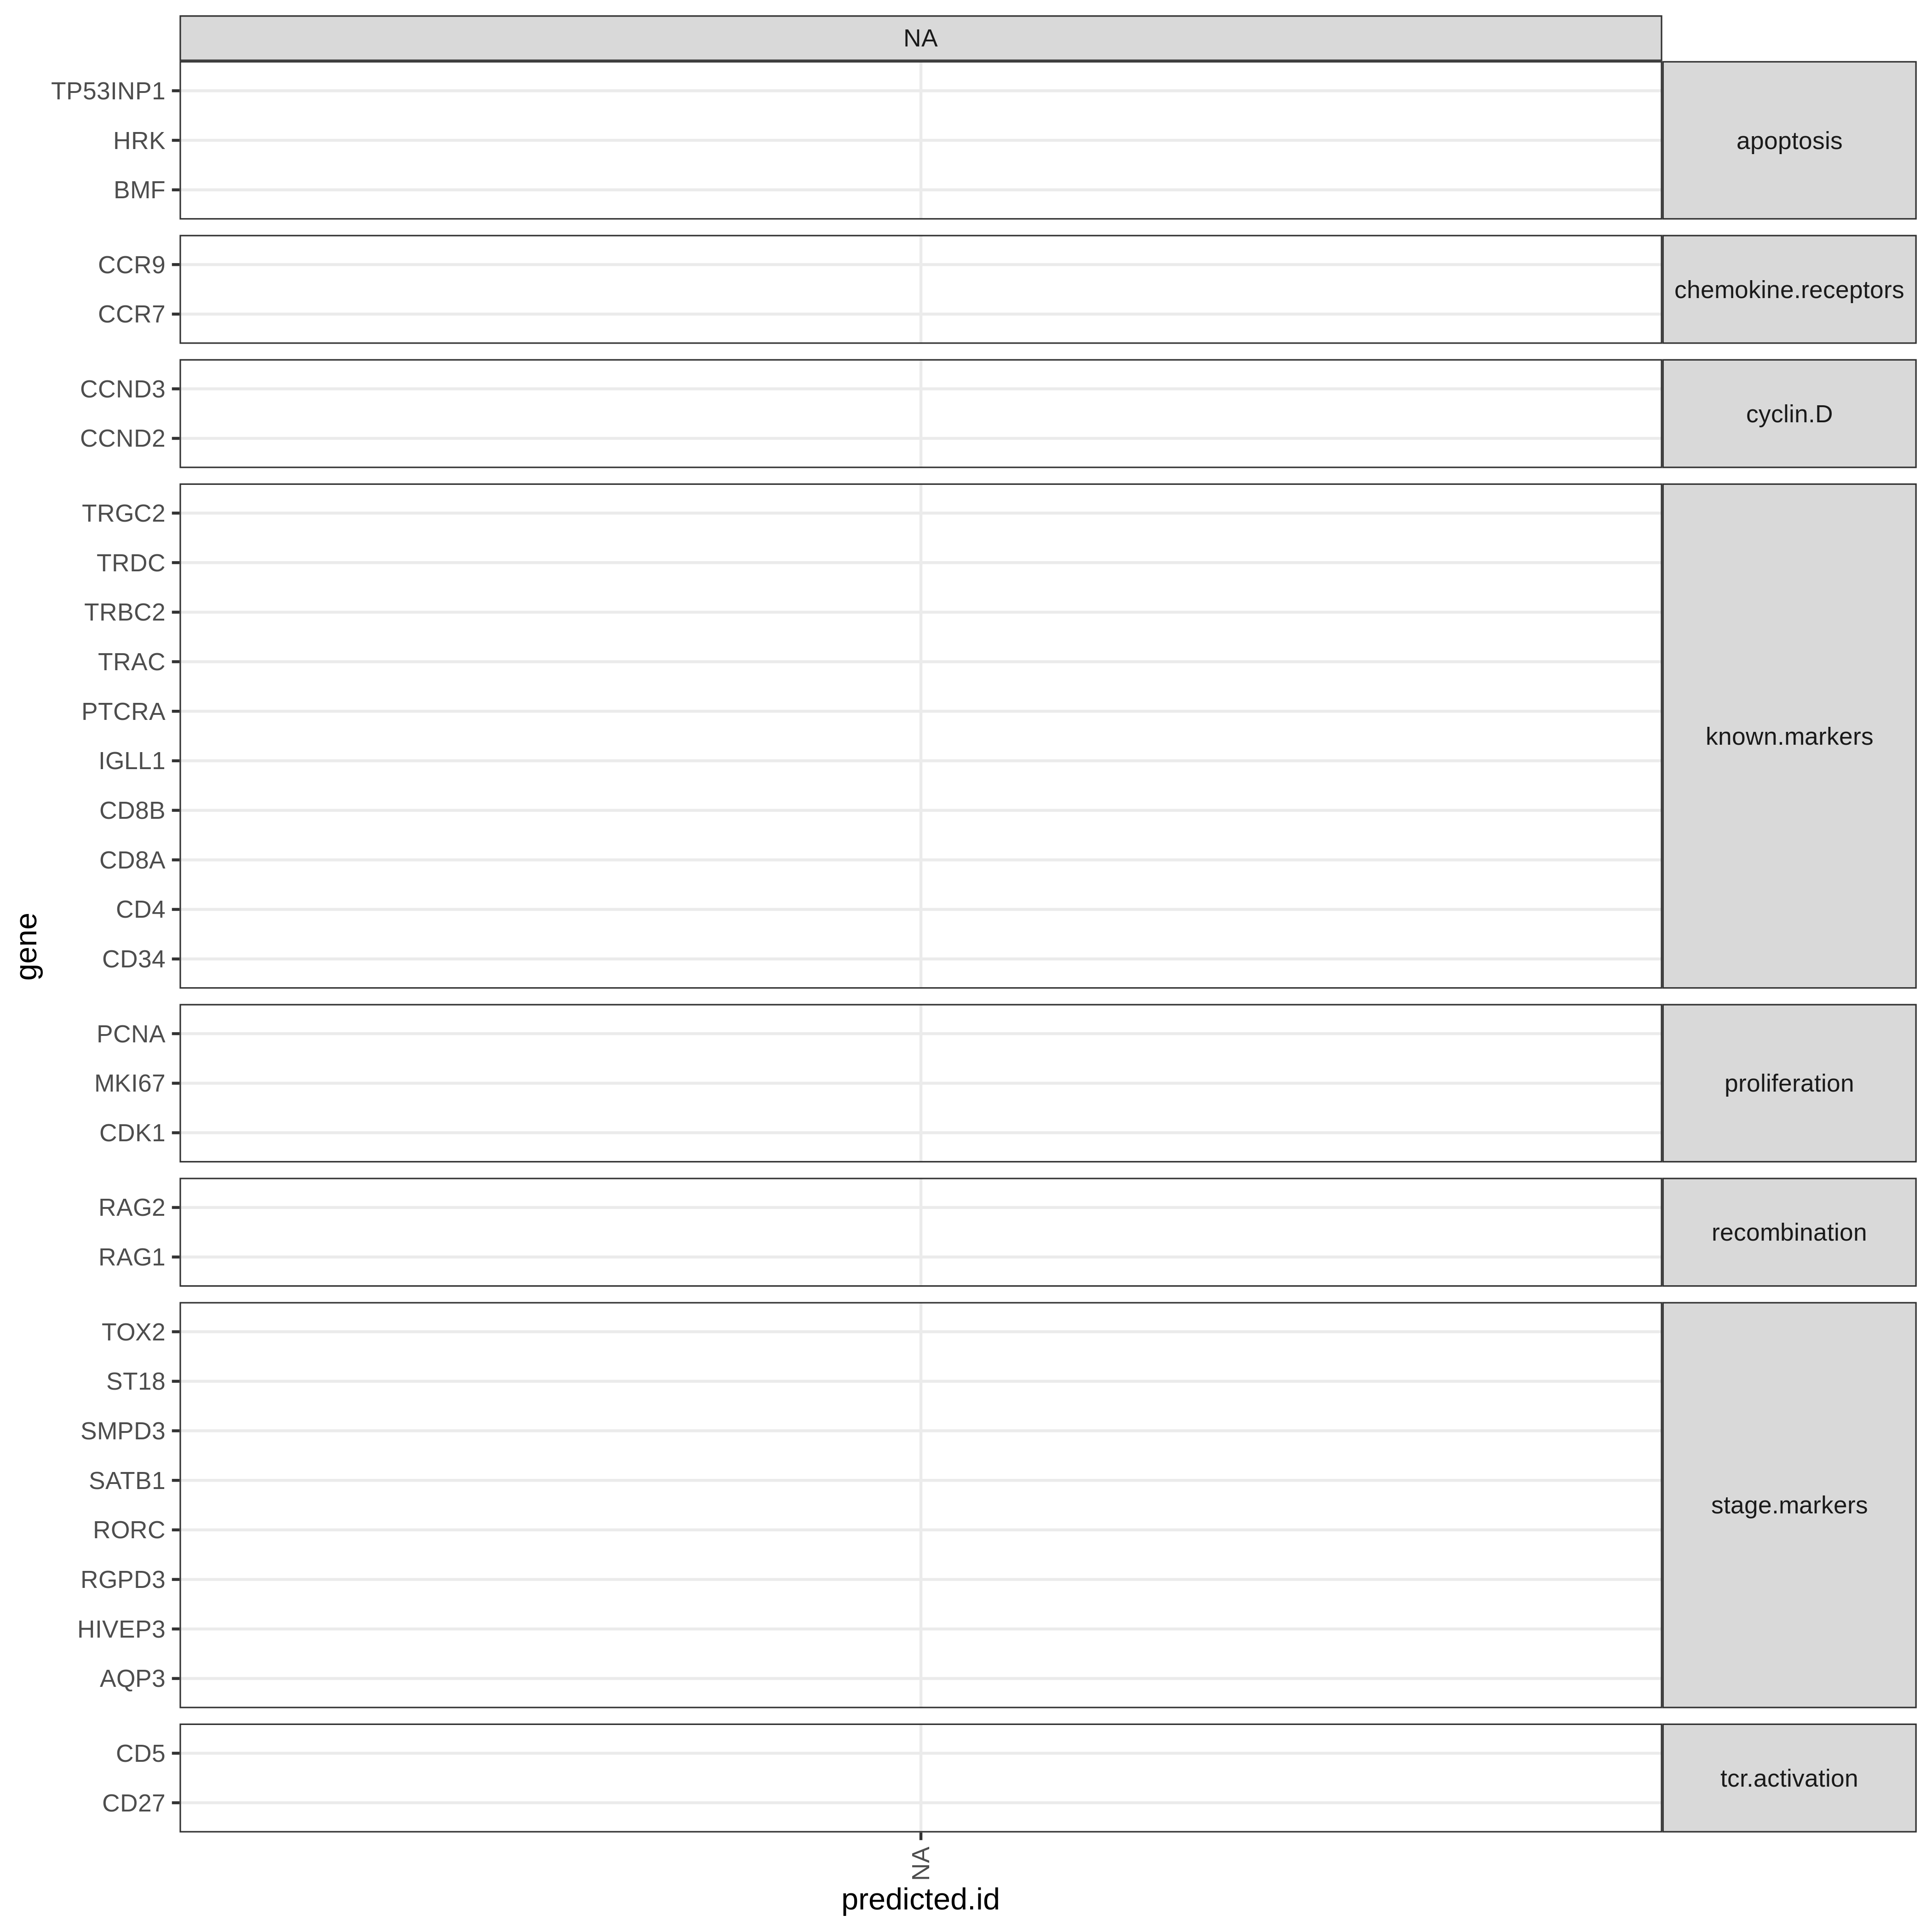 NA
TP53INP1
HRK
BMF
apoptosis
CCR9
CCR7
chemokine.receptors
CCND3
CCND2
cyclin.D
TRGC2
TRDC
TRBC2
TRAC
PTCRA
IGLL1
CD8B
CD8A
CD4
CD34
known.markers
gene
PCNA
MKI67
CDK1
proliferation
RAG2
RAG1
recombination
TOX2
ST18
SMPD3
SATB1
RORC
RGPD3
HIVEP3
AQP3
stage.markers
CD5
CD27
tcr.activation
NA
predicted.id